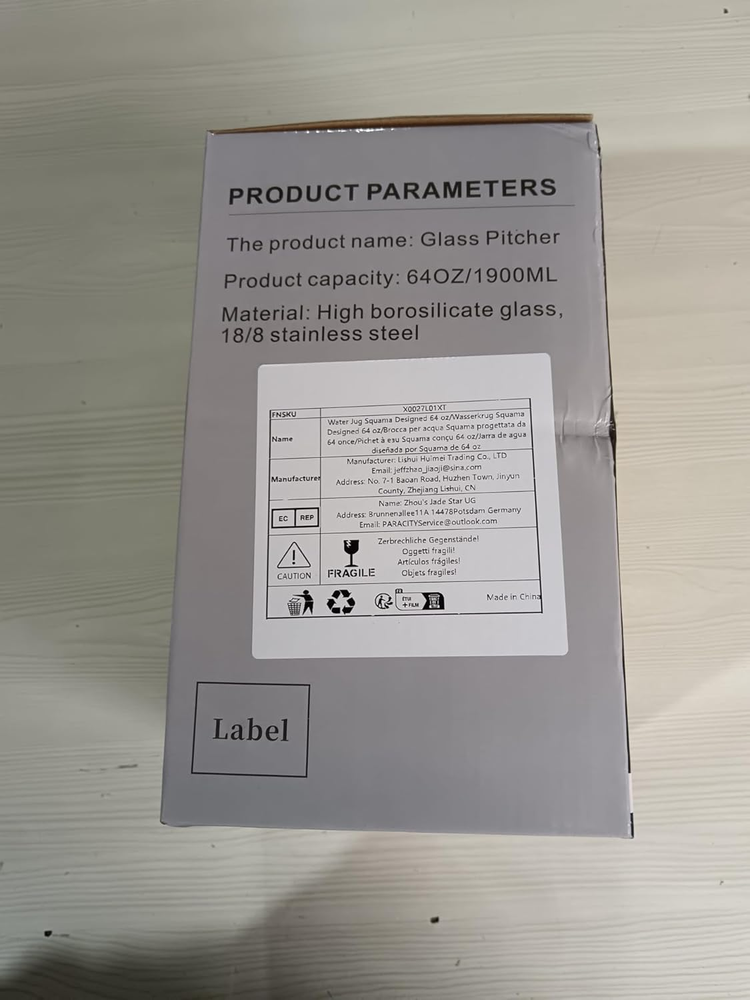 PRODUCT PARAMETERS
The product name: Glass Pitcher
Product capacity: 64OZ/1900ML
Material: High borosilicate glass,
18/8 stainless steel
FNSKU
X0027L01XT
Name
Water Jug Squama Designed 64 oz/Wasserkrug Squama
Designed 64 oz/Brocca per acqua Squama progettata da
64 once/Pichet à eau Squama conçu 64 oz/Jarra de agua
diseñada por Squama de 64 oz
Manufacturer
Manufacturer: Lishui Huimei Trading Co., LTD
Email: jeffzhao_jiaoji@sina.com
Address: No. 7-1 Baoan Road, Huzhen Town, Jinyun
County, Zhejiang Lishui, CN
EC REP
Name: Zhou's Jade Star UG
Address: Brunnenallee11A 14478Potsdam Germany
Email: PARACITYService@outlook.com
CAUTION
FRAGILE
Zerbrechliche Gegenstände!
Oggetti fragili!
Artículos frágiles!
Objets fragiles!
FR
ÉTUI
+ FILM
Made in China
Label